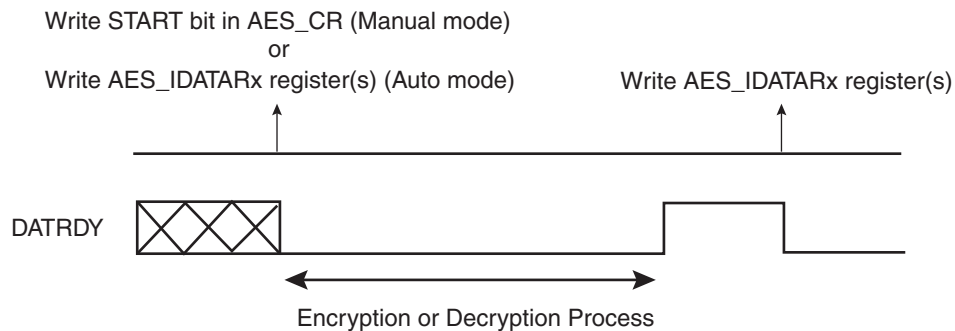 Write START bit in AES_CR (Manual mode)
or
Write AES_IDATARx register(s) (Auto mode)
Write AES_IDATARx register(s)
DATRDY
Encryption or Decryption Process